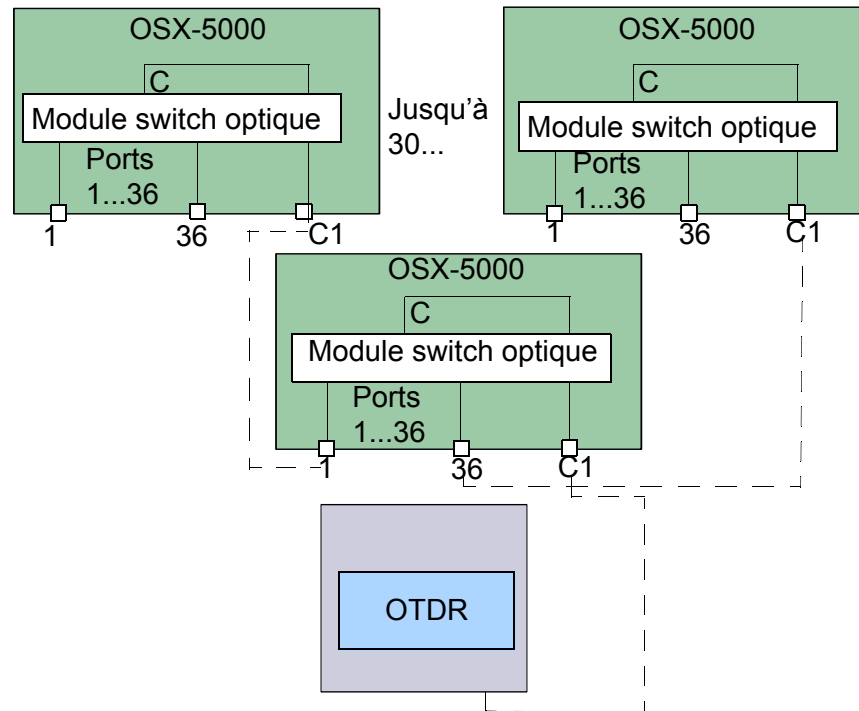 OSX-5000
C
Module switch optique
Ports
1...36
1
36
C1
Jusqu'à
30...
OSX-5000
C
Module switch optique
Ports
1...36
1
36
C1
OSX-5000
C
Module switch optique
Ports
1...36
1
36
C1
OTDR